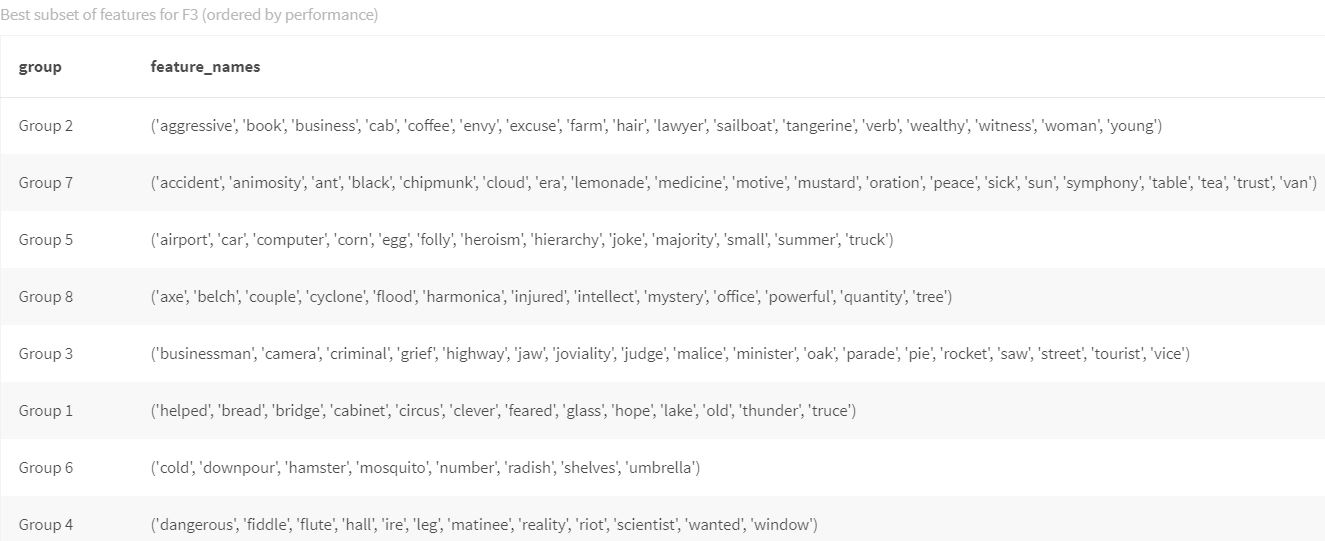 Best subset of features for F3 (ordered by performance)
group feature_names
Group 2 ('aggressive', 'book', 'business', 'cab', 'coffee', 'envy', 'excuse', 'farm', 'hair', 'lawyer', 'sailboat', 'tangerine', 'verb', 'wealthy', 'witness', 'woman', 'young')
Group 7 ('accident', 'animosity', 'ant', 'black', 'chipmunk', 'cloud', 'era', 'lemonade', 'medicine', 'motive', 'mustard', 'oration', 'peace', 'sick', 'sun', 'symphony', 'table', 'tea', 'trust', 'van')
Group 5 ('airport', 'car', 'computer', 'corn', 'egg', 'folly', 'heroism', 'hierarchy', 'joke', 'majority', 'small', 'summer', 'truck')
Group 8 ('axe', 'belch', 'couple', 'cyclone', 'flood', 'harmonica', 'injured', 'intellect', 'mystery', 'office', 'powerful', 'quantity', 'tree')
Group 3 ('businessman', 'camera', 'criminal', 'grief', 'highway', 'jaw', 'joviality', 'judge', 'malice', 'minister', 'oak', 'parade', 'pie', 'rocket', 'saw', 'street', 'tourist', 'vice')
Group 1 ('helped', 'bread', 'bridge', 'cabinet', 'circus', 'clever', 'feared', 'glass', 'hope', 'lake', 'old', 'thunder', 'truce')
Group 6 ('cold', 'downpour', 'hamster', 'mosquito', 'number', 'radish', 'shelves', 'umbrella')
Group 4 ('dangerous', 'fiddle', 'flute', 'hall', 'ire', 'leg', 'matinee', 'reality', 'riot', 'scientist', 'wanted', 'window')